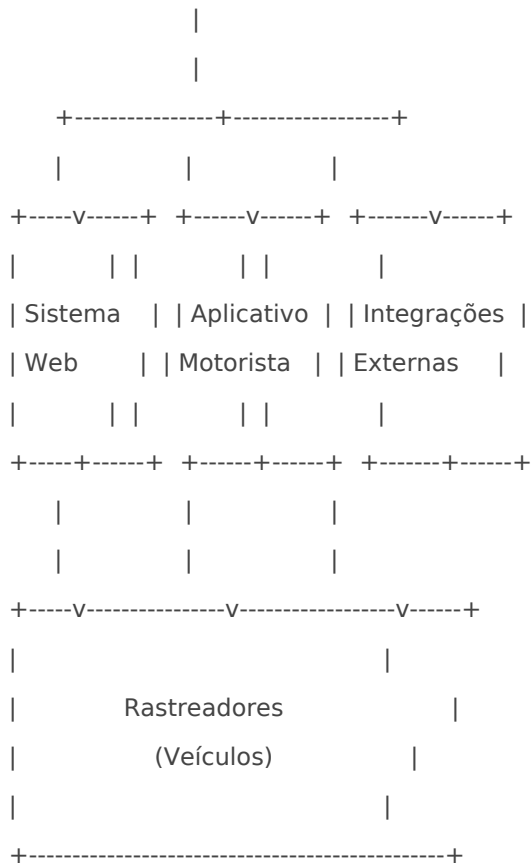 |
|
+----------------+------------------+
| | |
+-----v------+ +------v------+ +-------v------+
| | | | | |
| Sistema | | Aplicativo | | Integrações |
| Web | | Motorista | | Externas |
| | | | | |
+-----+------+ +------+------+ +-------+------+
| | |
| | |
+-----v----------------v------------------v------+
| |
| Rastreadores |
| (Veículos) |
| |
+------------------------------------------------+